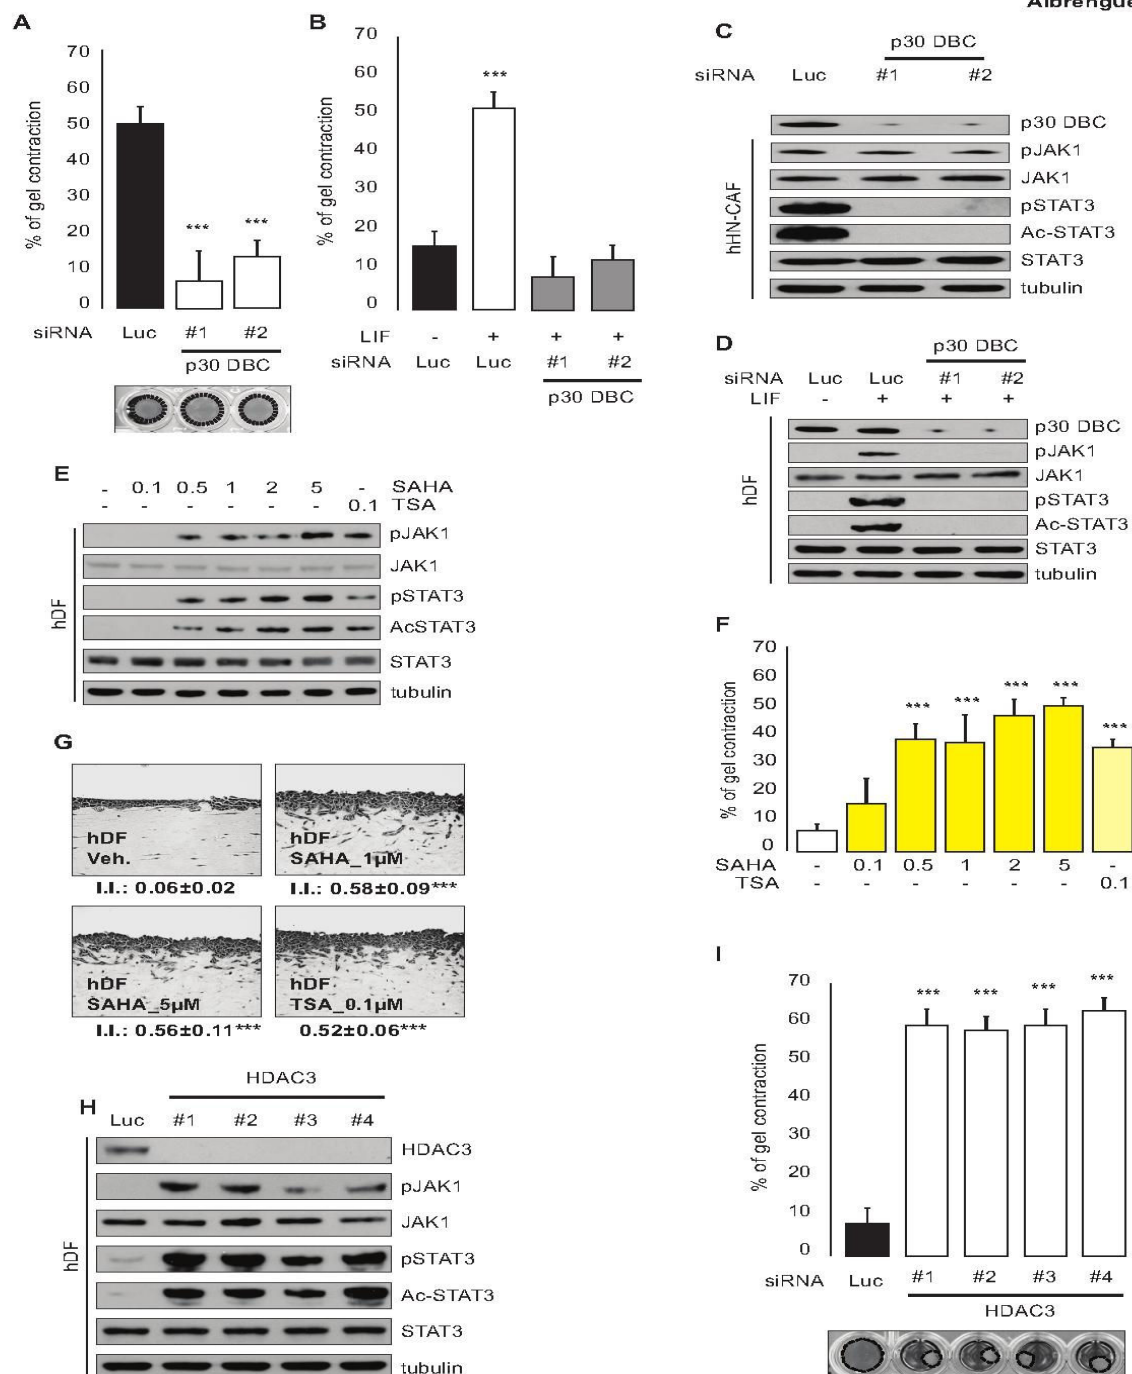 Albrengue
A
70
60
50
40
30
20
10
0
% of gel contraction
***
***
siRNA Luc #1 #2
p30 DBC
B
70
60
50
40
30
20
10
0
% of gel contraction
***
LIF - + + +
siRNA Luc Luc #1 #2
p30 DBC
C
p30 DBC
siRNA Luc #1 #2
hHN-CAF
p30 DBC
pJAK1
JAK1
pSTAT3
Ac-STAT3
STAT3
tubulin
D
p30 DBC
siRNA Luc Luc #1 #2
LIF - + + +
hDF
p30 DBC
pJAK1
JAK1
pSTAT3
Ac-STAT3
STAT3
tubulin
E
- 0.1 0.5 1 2 5 - SAHA
- - - - - - 0.1 TSA
hDF
pJAK1
JAK1
pSTAT3
AcSTAT3
STAT3
tubulin
F
70
60
50
40
30
20
10
0
% of gel contraction
*** *** *** *** ***
SAHA - 0.1 0.5 1 2 5 -
TSA - - - - - - 0.1
G
hDF
Veh.
I.I.: 0.06±0.02
hDF
SAHA_1µM
I.I.: 0.58±0.09***
hDF
SAHA_5µM
I.I.: 0.56±0.11***
hDF
TSA_0.1µM
0.52±0.06***
H
HDAC3
Luc #1 #2 #3 #4
hDF
HDAC3
pJAK1
JAK1
pSTAT3
Ac-STAT3
STAT3
tubulin
I
70
60
50
40
30
20
10
0
% of gel contraction
*** *** *** ***
siRNA Luc #1 #2 #3 #4
HDAC3